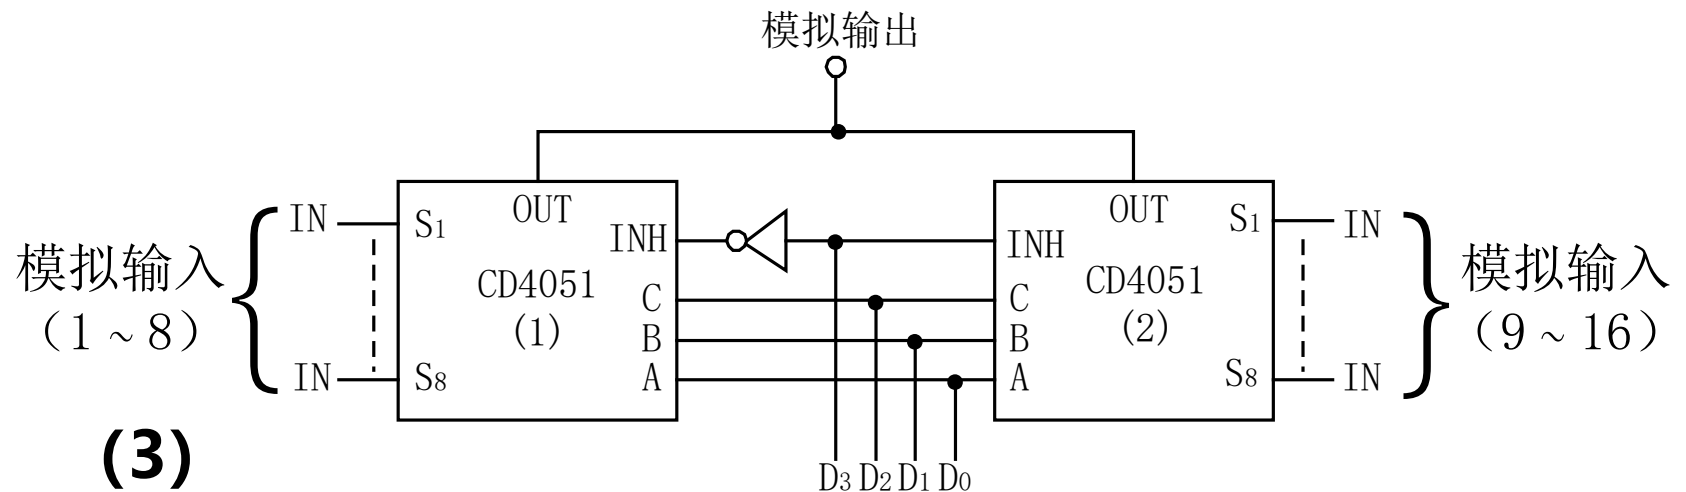 模拟输出
OUT
OUT
IN
S1
INH
INH
S1
IN
模拟输入
(1~8)
CD4051
(1)
CD4051
(2)
模拟输入
(9~16)
C
C
B
B
IN
S8
A
A
S8
IN
(3)
D3 D2 D1 D0